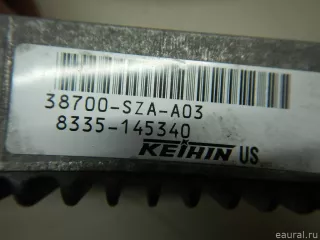 38700-SZA-A03
8335-145340
KEIHIN US
eaural.ru